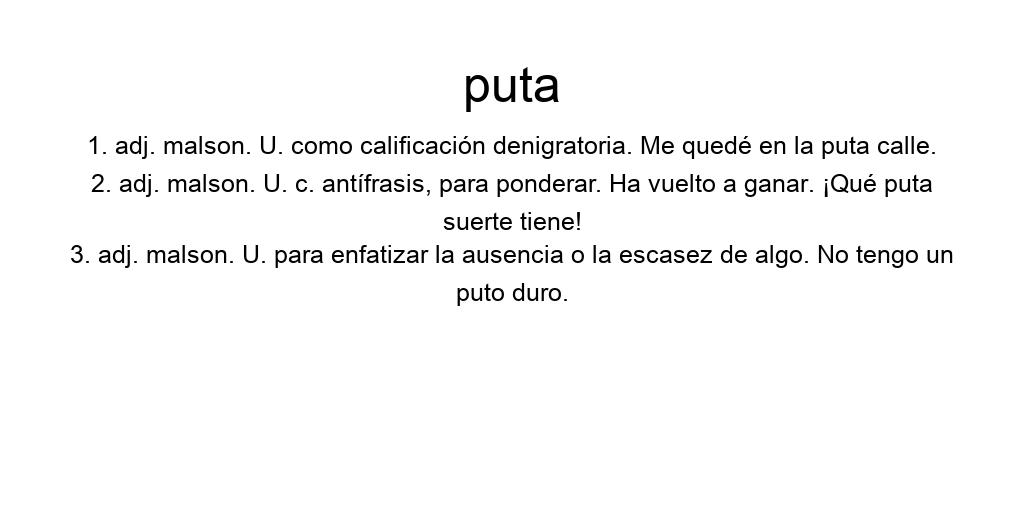 puta
1. adj. malson. U. como calificación denigratoria. Me quedé en la puta calle.
2. adj. malson. U. c. antífrasis, para ponderar. Ha vuelto a ganar. ¡Qué puta
suerte tiene!
3. adj. malson. U. para enfatizar la ausencia o la escasez de algo. No tengo un
puto duro.